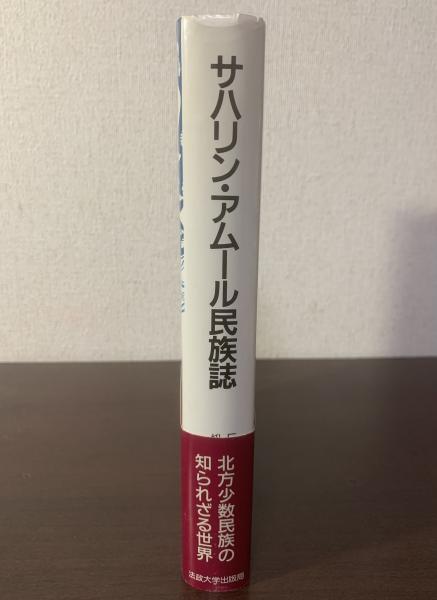 サハリン・アムール民族誌
北方少数民族の
知られざる世界
法政大学出版局